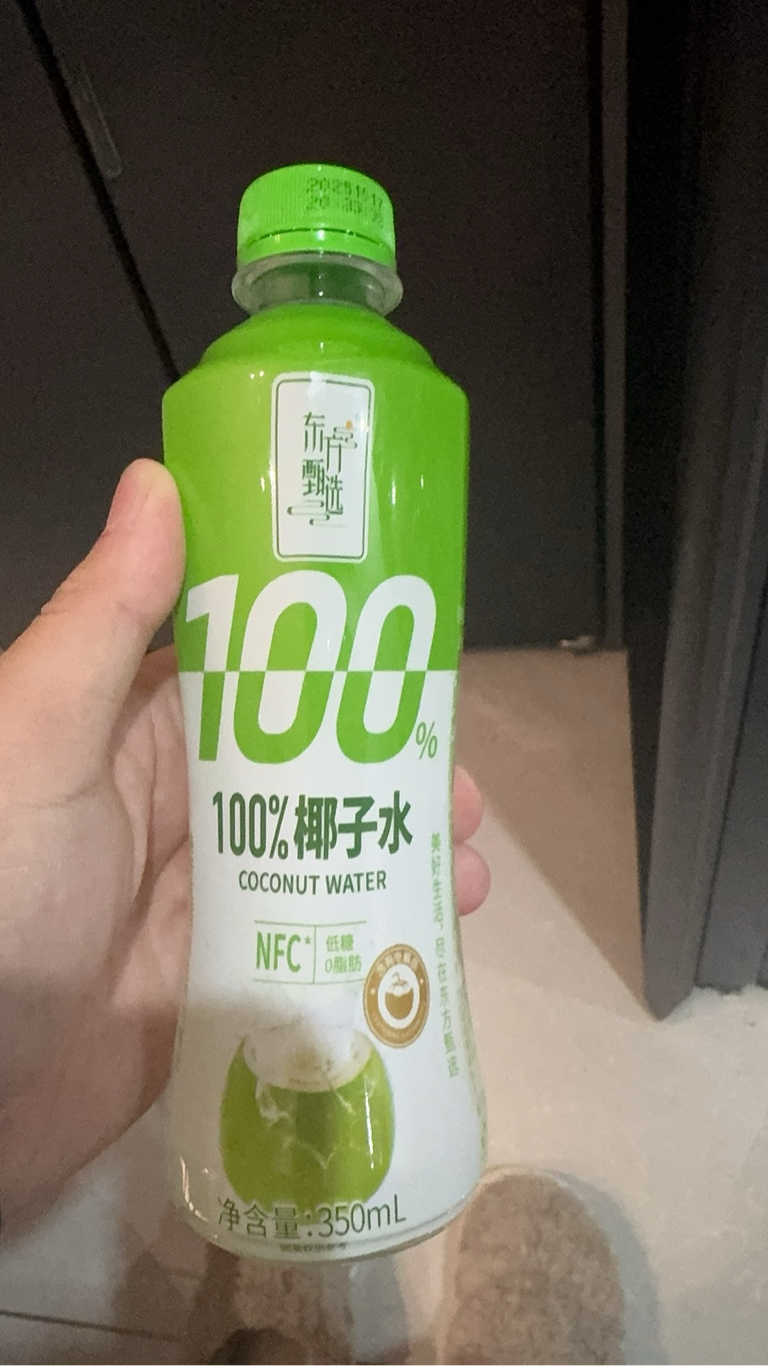 东方
甄选
100%
100%椰子水
COCONUT WATER
NFC*
低糖
0脂肪
美好生活，尽在东方甄选
净含量:350mL